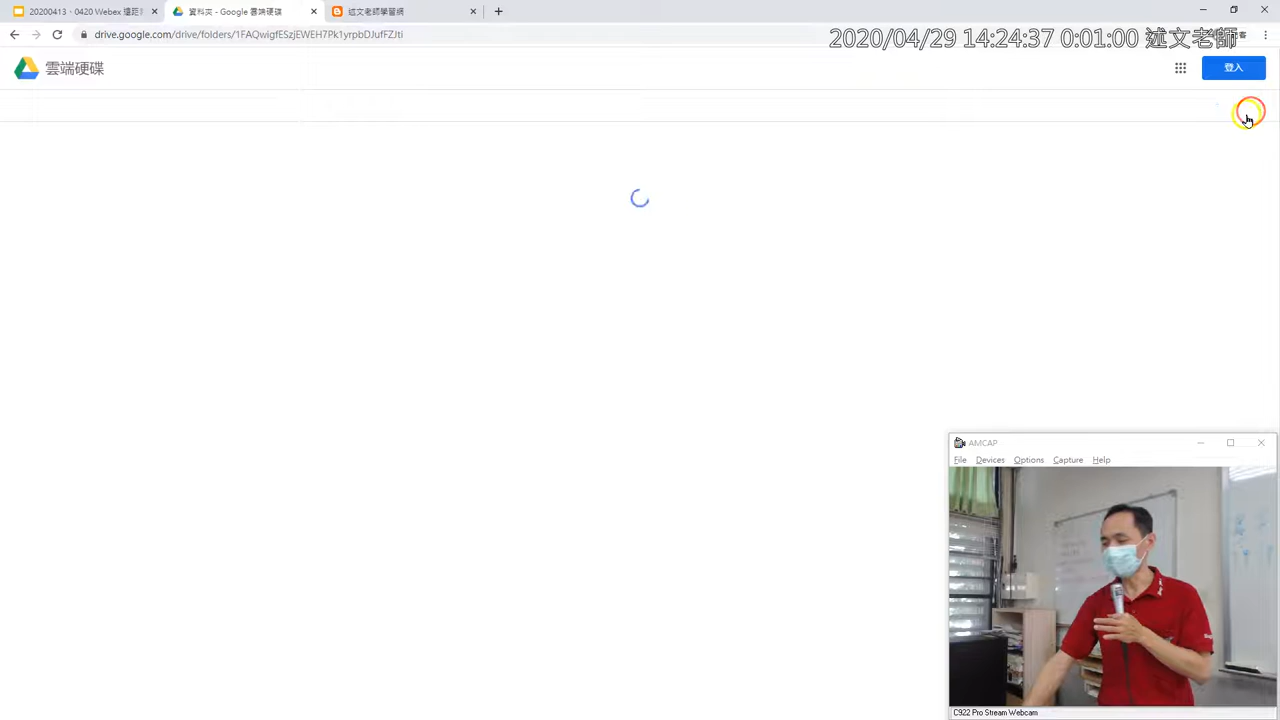 20200413、0420 Webex 遠距
資料夾 - Google 雲端硬碟
述文老師學習網
drive.google.com/drive/folders/1FAQwigfESzjEWEH7Pk1yrpbDJufFZJti
2020/04/29 14:24:37 0:01:00 述文老師
雲端硬碟
登入
AMCAP
File Devices Options Capture Help
C922 Pro Stream Webcam